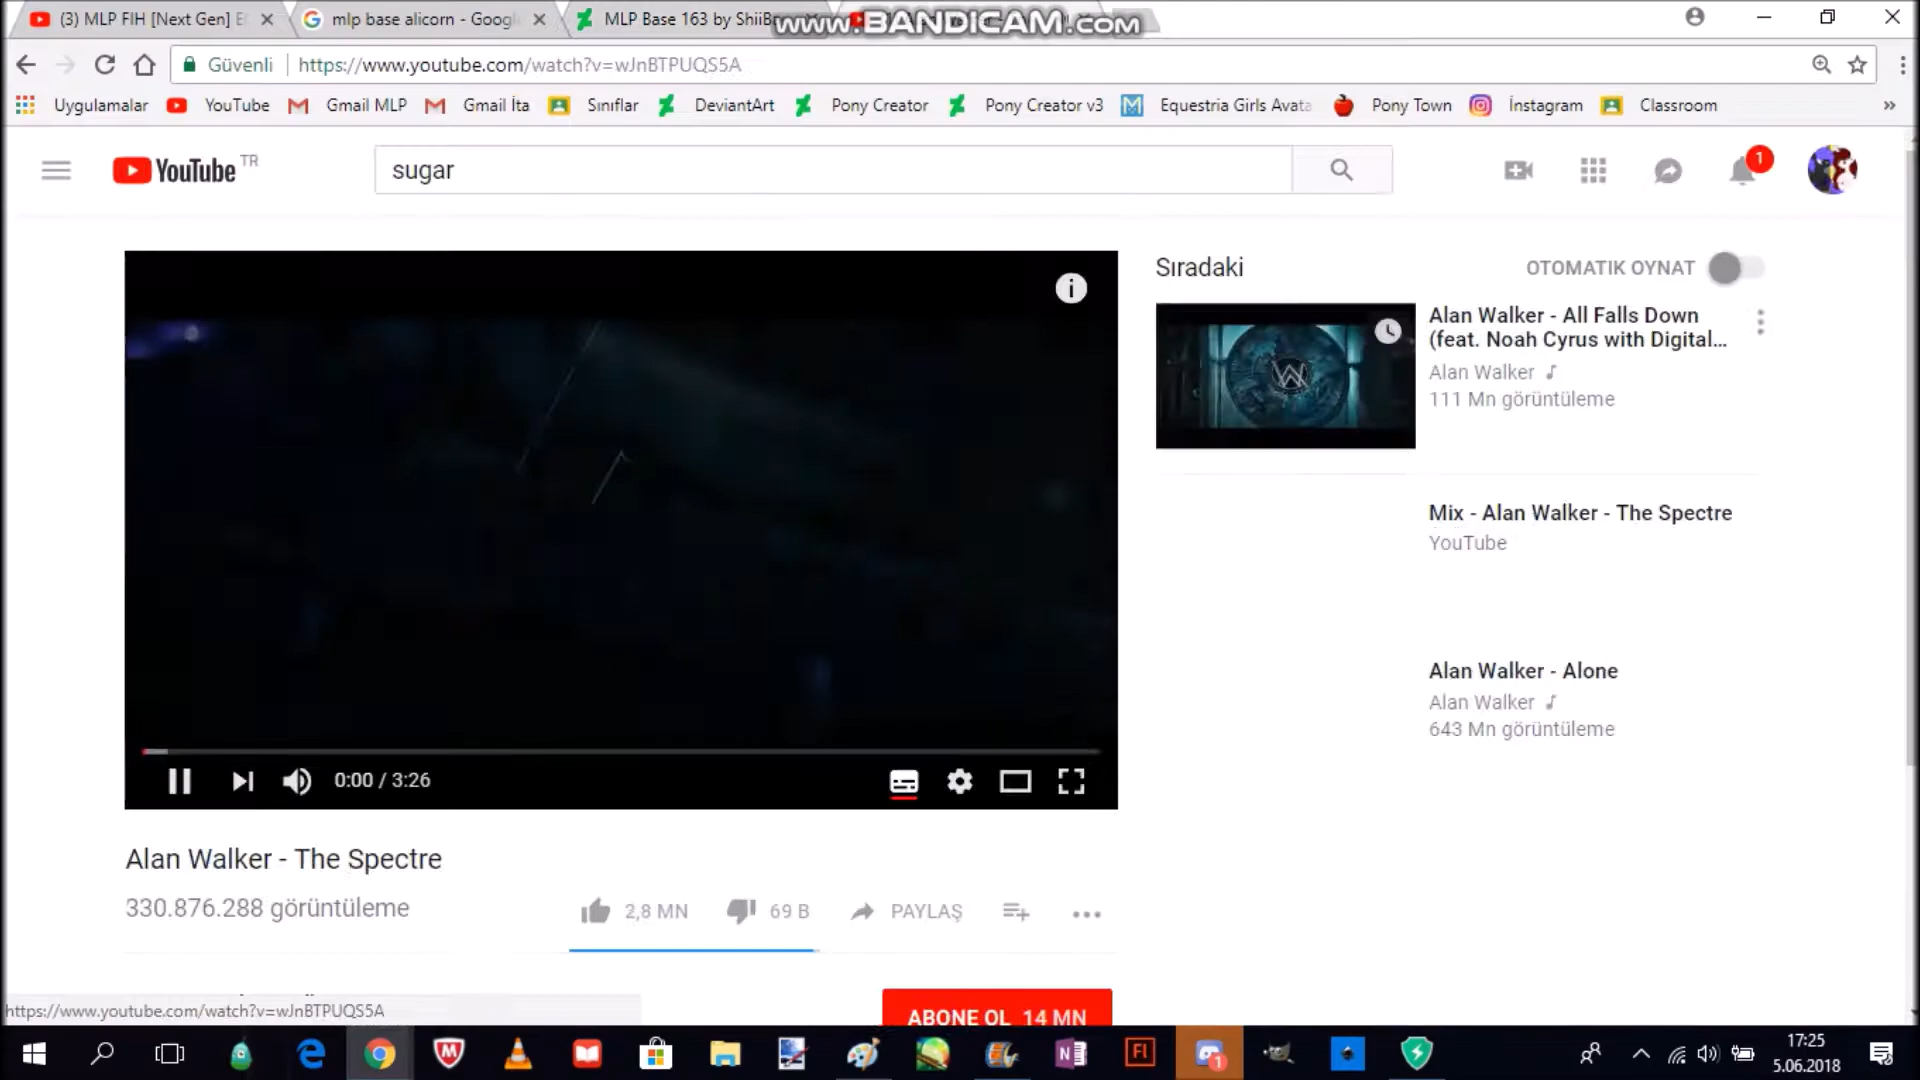 (3) MLP FIH [Next Gen] E
mlp base alicorn - Google
MLP Base 163 by ShiiB
www.BANDICAM.com
Güvenli
https://www.youtube.com/watch?v=wJnBTPUQS5A
Uygulamalar
YouTube
Gmail MLP
Gmail İta
Sınıflar
DeviantArt
Pony Creator
Pony Creator v3
Equestria Girls Avata
Pony Town
İnstagram
Classroom
»
YouTube TR
sugar
1
Sıradaki
OTOMATIK OYNAT
Alan Walker - All Falls Down
(feat. Noah Cyrus with Digital...
Alan Walker
111 Mn görüntüleme
Mix - Alan Walker - The Spectre
YouTube
Alan Walker - Alone
Alan Walker
643 Mn görüntüleme
0:00 / 3:26
Alan Walker - The Spectre
330.876.288 görüntüleme
2,8 MN
69 B
PAYLAŞ
ABONE OL 14 MN
https://www.youtube.com/watch?v=wJnBTPUQS5A
17:25
5.06.2018